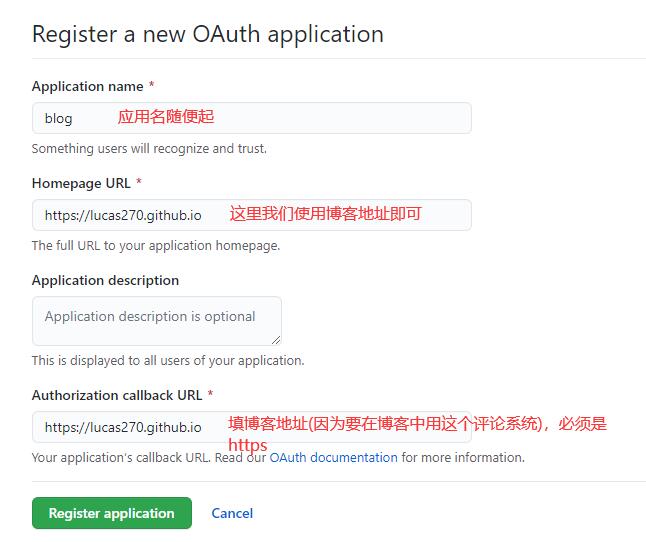 Register a new OAuth application
Application name *
blog 应用名随便起
Something users will recognize and trust.
Homepage URL *
https://lucas270.github.io 这里我们使用博客地址即可
The full URL to your application homepage.
Application description
Application description is optional
This is displayed to all users of your application.
Authorization callback URL *
https://lucas270.github.io 填博客地址(因为要在博客中用这个评论系统)，必须是
https
Your application's callback URL. Read our OAuth documentation for more information.
Register application Cancel